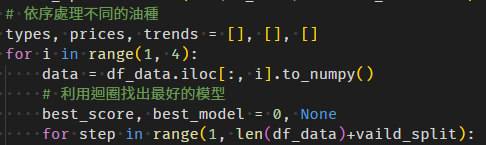 # 依序處理不同的油種
types, prices, trends = [], [], []
for i in range(1, 4):
    data = df_data.iloc[:, i].to_numpy()
    # 利用迴圈找出最好的模型
    best_score, best_model = 0, None
    for step in range(1, len(df_data)+vaild_split):